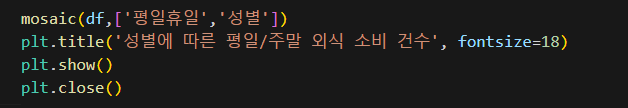 mosaic(df,['평일휴일','성별'])
plt.title('성별에 따른 평일/주말 외식 소비 건수', fontsize=18)
plt.show()
plt.close()